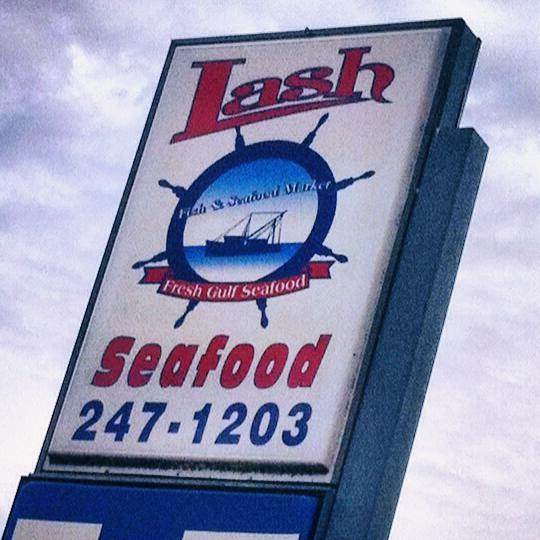 Lash
Fish & Seafood Market
Fresh Gulf Seafood
Seafood
247-1203